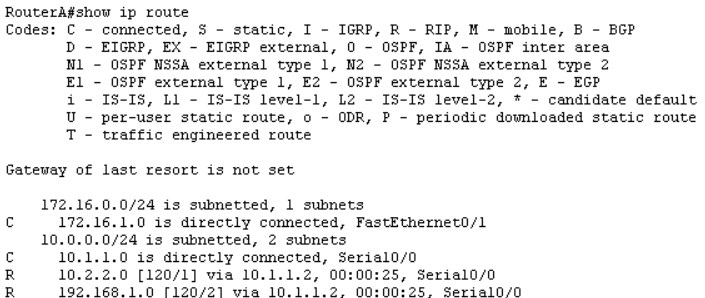 RouterA#show ip route
Codes: C - connected, S - static, I - IGRP, R - RIP, M - mobile, B - BGP
       D - EIGRP, EX - EIGRP external, O - OSPF, IA - OSPF inter area
       N1 - OSPF NSSA external type 1, N2 - OSPF NSSA external type 2
       E1 - OSPF external type 1, E2 - OSPF external type 2, E - EGP
       i - IS-IS, L1 - IS-IS level-1, L2 - IS-IS level-2, * - candidate default
       U - per-user static route, o - ODR, P - periodic downloaded static route
       T - traffic engineered route

Gateway of last resort is not set

     172.16.0.0/24 is subnetted, 1 subnets
C       172.16.1.0 is directly connected, FastEthernet0/1
     10.0.0.0/24 is subnetted, 2 subnets
C       10.1.1.0 is directly connected, Serial0/0
R       10.2.2.0 [120/1] via 10.1.1.2, 00:00:25, Serial0/0
R       192.168.1.0 [120/2] via 10.1.1.2, 00:00:25, Serial0/0